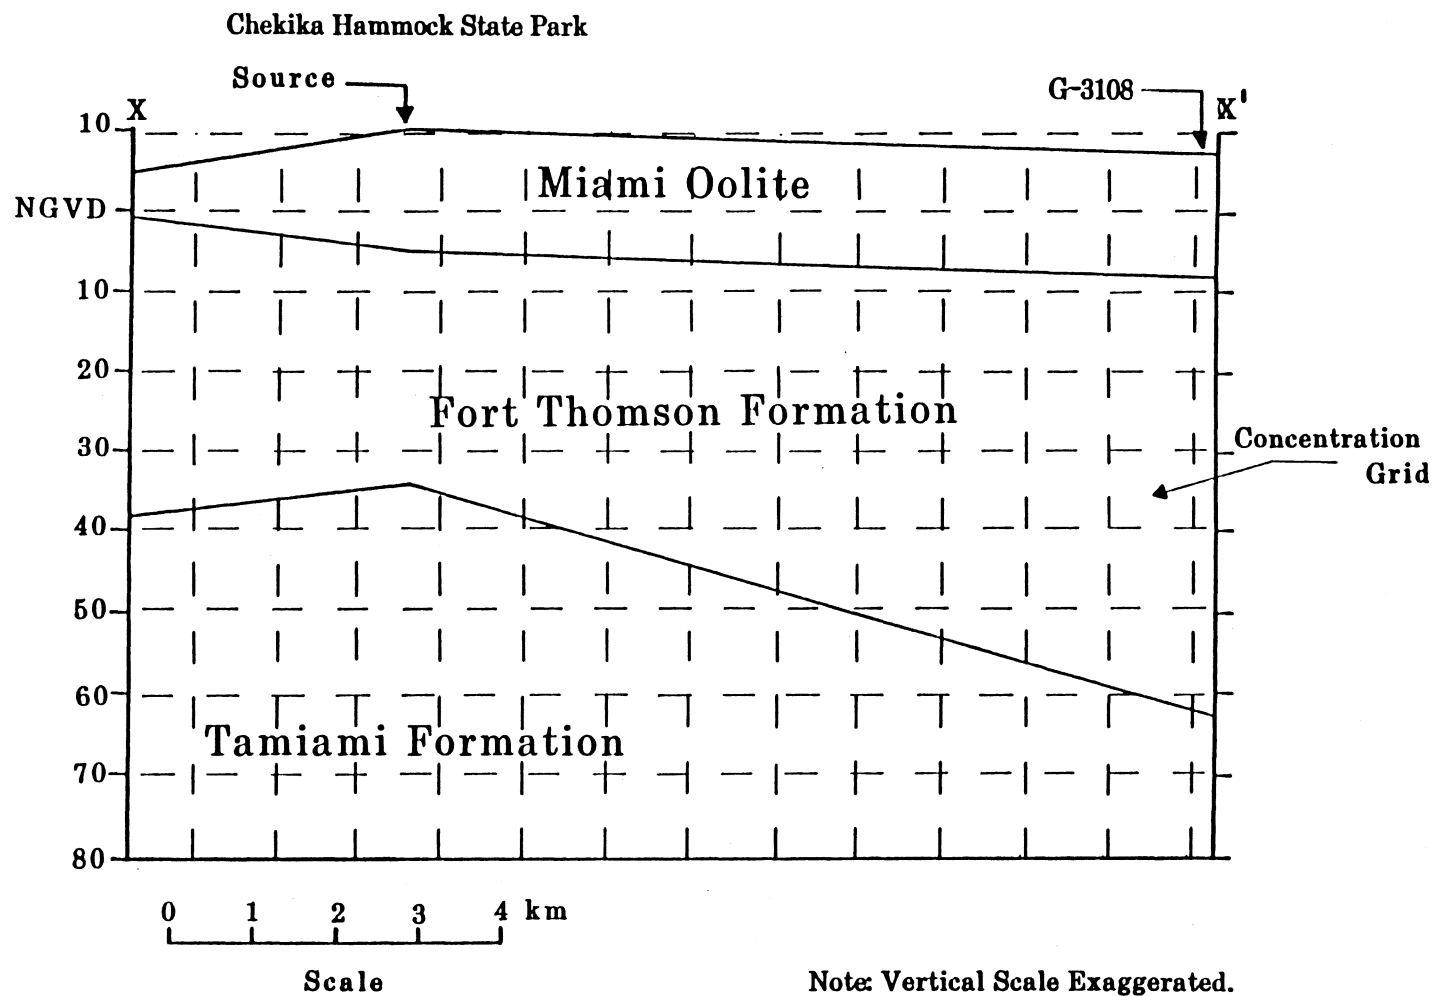 Chekika Hammock State Park
Source
G-3108
X
X'
10
NGVD
Miami Oolite
10
20
Fort Thomson Formation
30
Concentration
Grid
40
50
60
Tamiami Formation
70
80
0 1 2 3 4 km
Scale
Note: Vertical Scale Exaggerated.